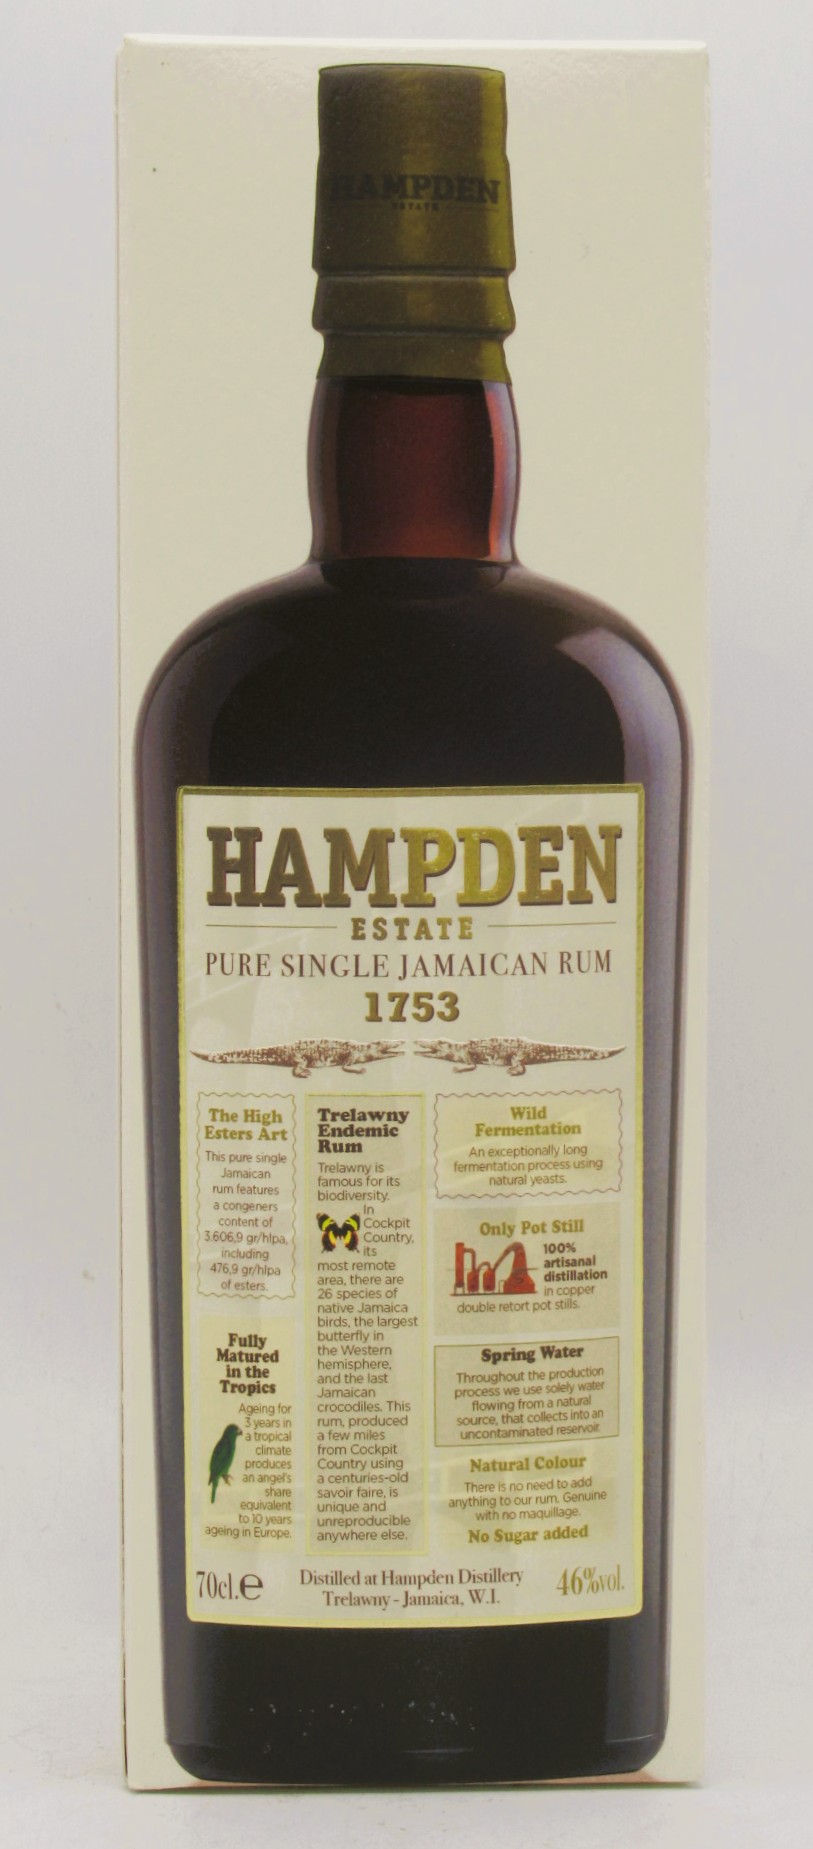 HAMPDEN
ESTATE
HAMPDEN
ESTATE
PURE SINGLE JAMAICAN RUM
1753
The High
Esters Art
This pure single
Jamaican
rum features
a congeners
content of
3.606,9 gr/hlpa,
including
476,9 gr/hlpa
of esters.
Fully
Matured
in the
Tropics
Ageing for
3 years in
a tropical
climate
produces
an angel's
share
equivalent
to 10 years
ageing in Europe.
Trelawny
Endemic
Rum
Trelawny is
famous for its
biodiversity.
In
Cockpit
Country,
its
most remote
area, there are
26 species of
native Jamaica
birds, the largest
butterfly in
the Western
hemisphere,
and the last
Jamaican
crocodiles. This
rum, produced
a few miles
from Cockpit
Country using
a centuries-old
savoir faire, is
unique and
unreproducible
anywhere else.
Wild
Fermentation
An exceptionally long
fermentation process using
natural yeasts.
Only Pot Still
100%
artisanal
distillation
in copper
double retort pot stills.
Spring Water
Throughout the production
process we use solely water
flowing from a natural
source, that collects into an
uncontaminated reservoir.
Natural Colour
There is no need to add
anything to our rum. Genuine
with no maquillage.
No Sugar added
70cl.e
Distilled at Hampden Distillery
Trelawny - Jamaica, W.I.
46%vol.